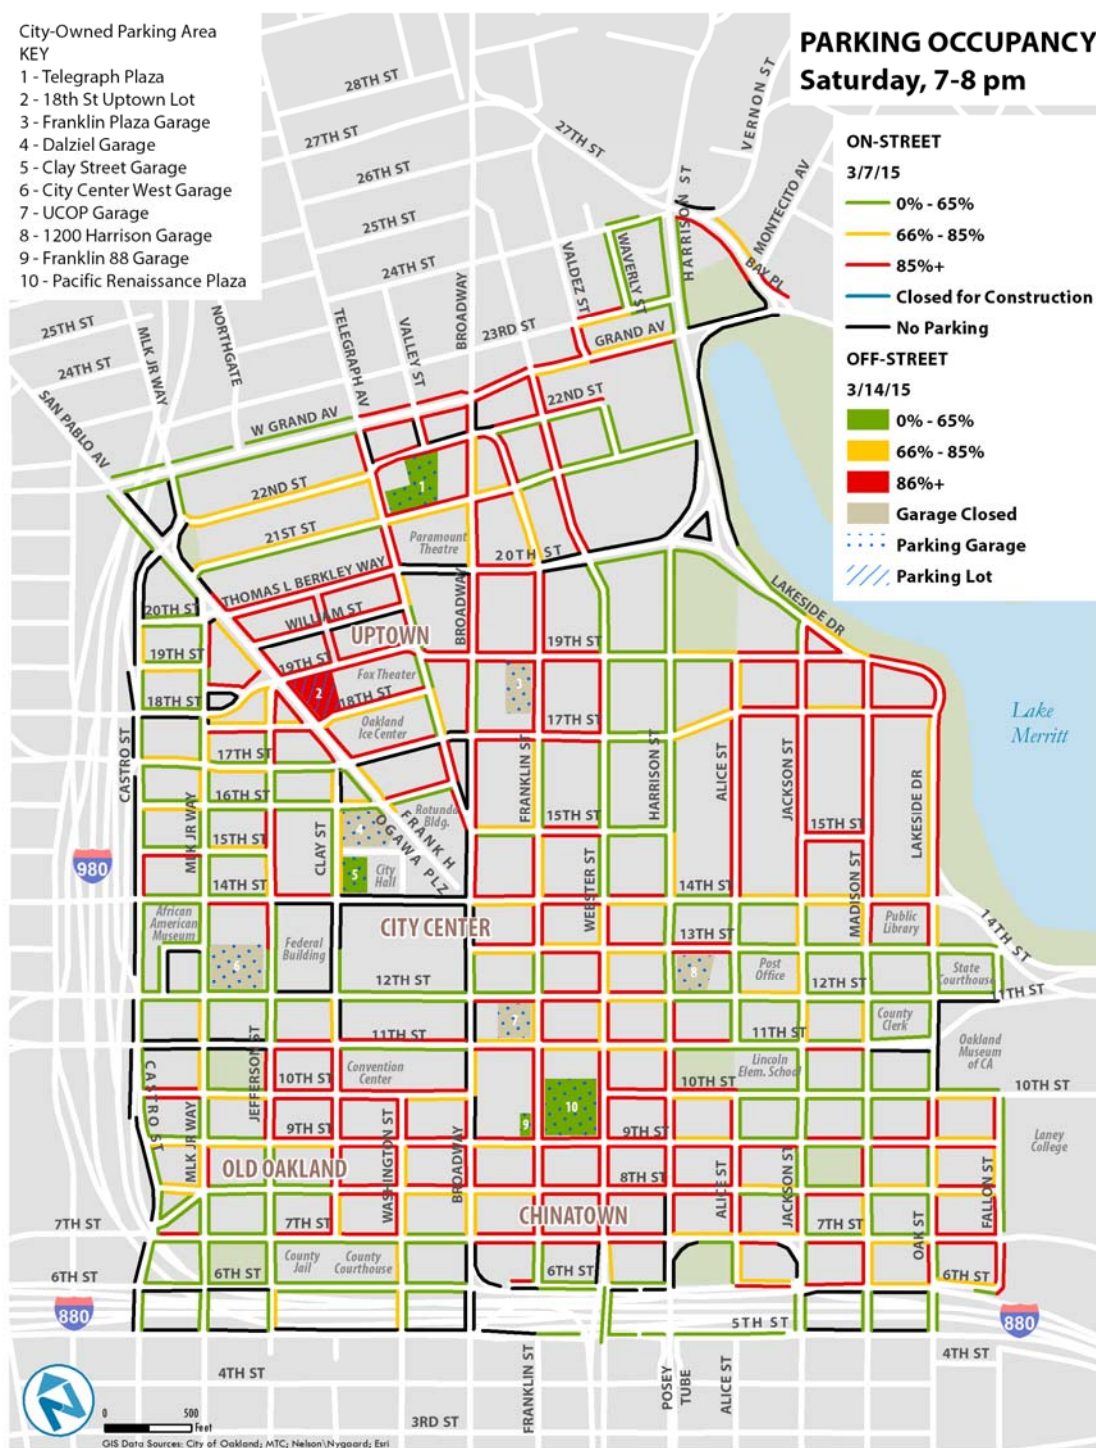 City-Owned Parking Area
KEY
1 - Telegraph Plaza
2 - 18th St Uptown Lot
3 - Franklin Plaza Garage
4 - Dalziel Garage
5 - Clay Street Garage
6 - City Center West Garage
7 - UCOP Garage
8 - 1200 Harrison Garage
9 - Franklin 88 Garage
10 - Pacific Renaissance Plaza
PARKING OCCUPANCY
Saturday, 7-8 pm
ON-STREET
3/7/15
0% - 65%
66% - 85%
85%+
Closed for Construction
No Parking
OFF-STREET
3/14/15
0% - 65%
66% - 85%
86%+
Garage Closed
Parking Garage
Parking Lot
28TH ST
27TH ST
27TH ST
26TH ST
25TH ST
24TH ST
23RD ST
VERNON ST
MONTECITO AV
HARRISON ST
BAY PL
WAVERLY ST
VALDEZ ST
GRAND AV
22ND ST
BROADWAY
VALLEY ST
TELEGRAPH AV
NORTHGATE
MLK JR WAY
25TH ST
24TH ST
SAN PABLO AV
W GRAND AV
22ND ST
21ST ST
1
Paramount
Theatre
20TH ST
THOMAS L BERKLEY WAY
WILLIAM ST
UPTOWN
BROADWAY
LAKESIDE DR
20TH ST
19TH ST
19TH ST
19TH ST
Fox Theater
2
3
18TH ST
18TH ST
Oakland
Ice Center
17TH ST
17TH ST
Lake
Merritt
CASTRO ST
FRANKLIN ST
HARRISON ST
ALICE ST
JACKSON ST
LAKESIDE DR
16TH ST
15TH ST
15TH ST
15TH ST
MLK JR WAY
CLAY ST
FRANK H
OGAWA PLZ
Rotunda
Bldg.
4
5
City
Hall
980
14TH ST
14TH ST
14TH ST
WEBSTER ST
MADISON ST
African
American
Museum
Federal
Building
CITY CENTER
13TH ST
Public
Library
6
12TH ST
8
Post
Office
12TH ST
State
Courthouse
11TH ST
7
11TH ST
11TH ST
County
Clerk
Oakland
Museum
of CA
JEFFERSON ST
CASTRO ST
10TH ST
Convention
Center
10TH ST
Lincoln
Elem. School
10TH ST
10
9
MLK JR WAY
9TH ST
WASHINGTON ST
BROADWAY
9TH ST
Laney
College
OLD OAKLAND
8TH ST
ALICE ST
JACKSON ST
FALLON ST
OAK ST
7TH ST
7TH ST
CHINATOWN
7TH ST
6TH ST
6TH ST
County
Jail
County
Courthouse
6TH ST
6TH ST
880
5TH ST
880
4TH ST
4TH ST
FRANKLIN ST
POSEY
TUBE
ALICE ST
3RD ST
0 500
Feet
GIS Data Sources: City of Oakland; MTC; Nelson\Nygaard; Esri